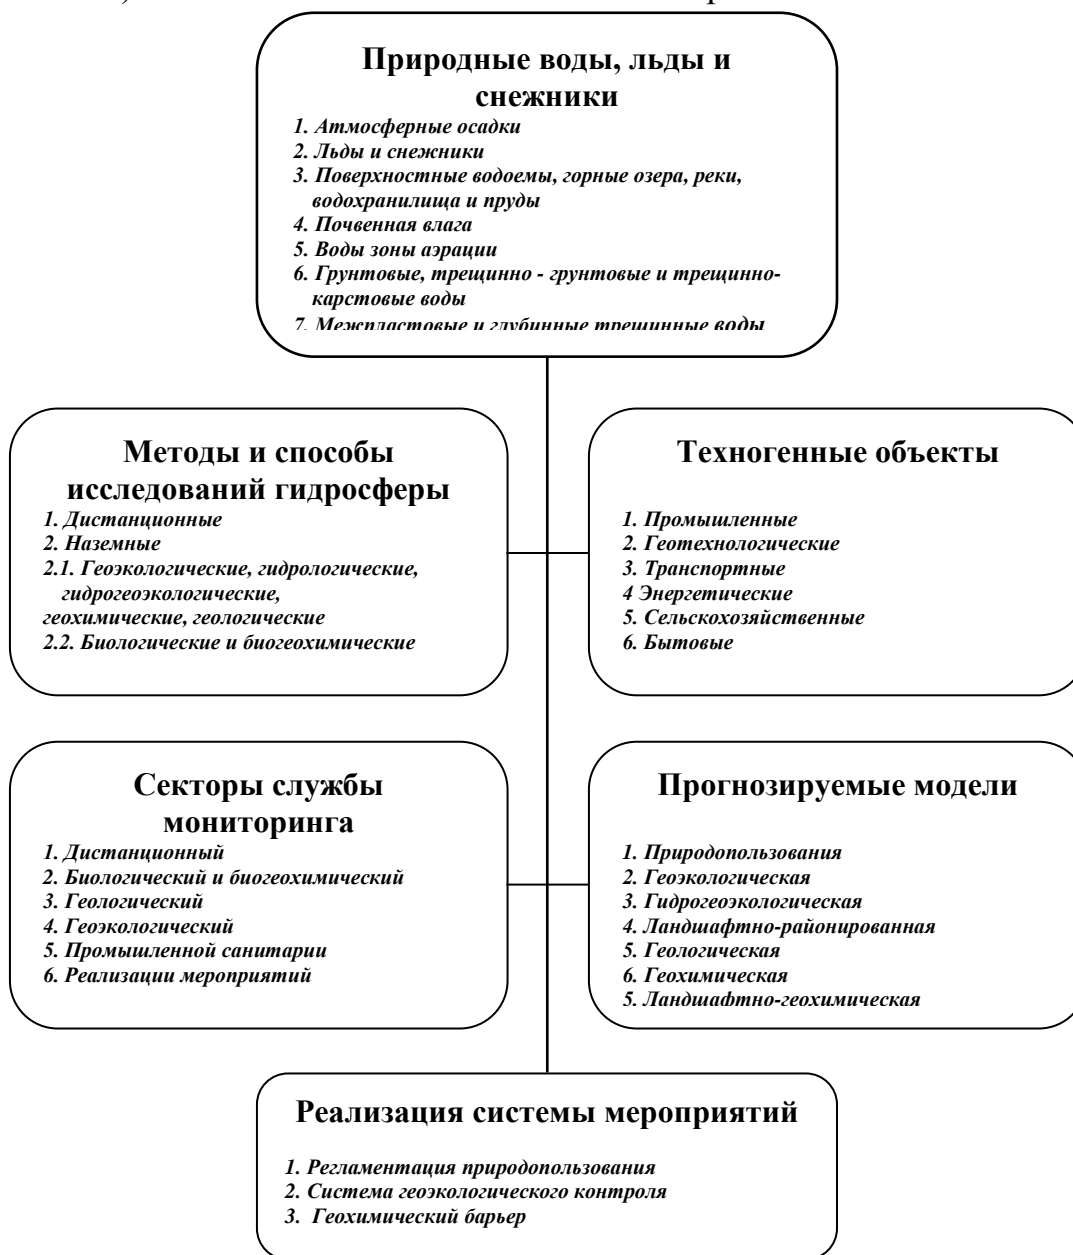 Природные воды, льды и
снежники
1. Атмосферные осадки
2. Льды и снежники
3. Поверхностные водоемы, горные озера, реки,
водохранилища и пруды
4. Почвенная влага
5. Воды зоны аэрации
6. Грунтовые, трещинно - грунтовые и трещинно-
карстовые воды
7. Межпластовые и глубинные трещинные воды
Методы и способы
исследований гидросферы
1. Дистанционные
2. Наземные
2.1. Геоэкологические, гидрологические,
гидрогеоэкологические,
геохимические, геологические
2.2. Биологические и биогеохимические
Техногенные объекты
1. Промышленные
2. Геотехнологические
3. Транспортные
4 Энергетические
5. Сельскохозяйственные
6. Бытовые
Секторы службы
мониторинга
1. Дистанционный
2. Биологический и биогеохимический
3. Геологический
4. Геоэкологический
5. Промышленной санитарии
6. Реализации мероприятий
Прогнозируемые модели
1. Природопользования
2. Геоэкологическая
3. Гидрогеоэкологическая
4. Ландшафтно-районированная
5. Геологическая
6. Геохимическая
5. Ландшафтно-геохимическая
Реализация системы мероприятий
1. Регламентация природопользования
2. Система геоэкологического контроля
3. Геохимический барьер